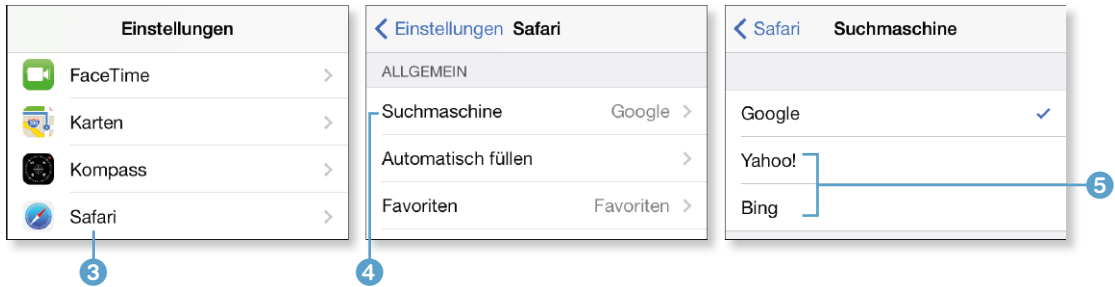 Einstellungen
FaceTime
Karten
Kompass
Safari
3
Einstellungen Safari
ALLGEMEIN
Suchmaschine Google
Automatisch füllen
Favoriten Favoriten
4
Safari Suchmaschine
Google
Yahoo!
Bing
5